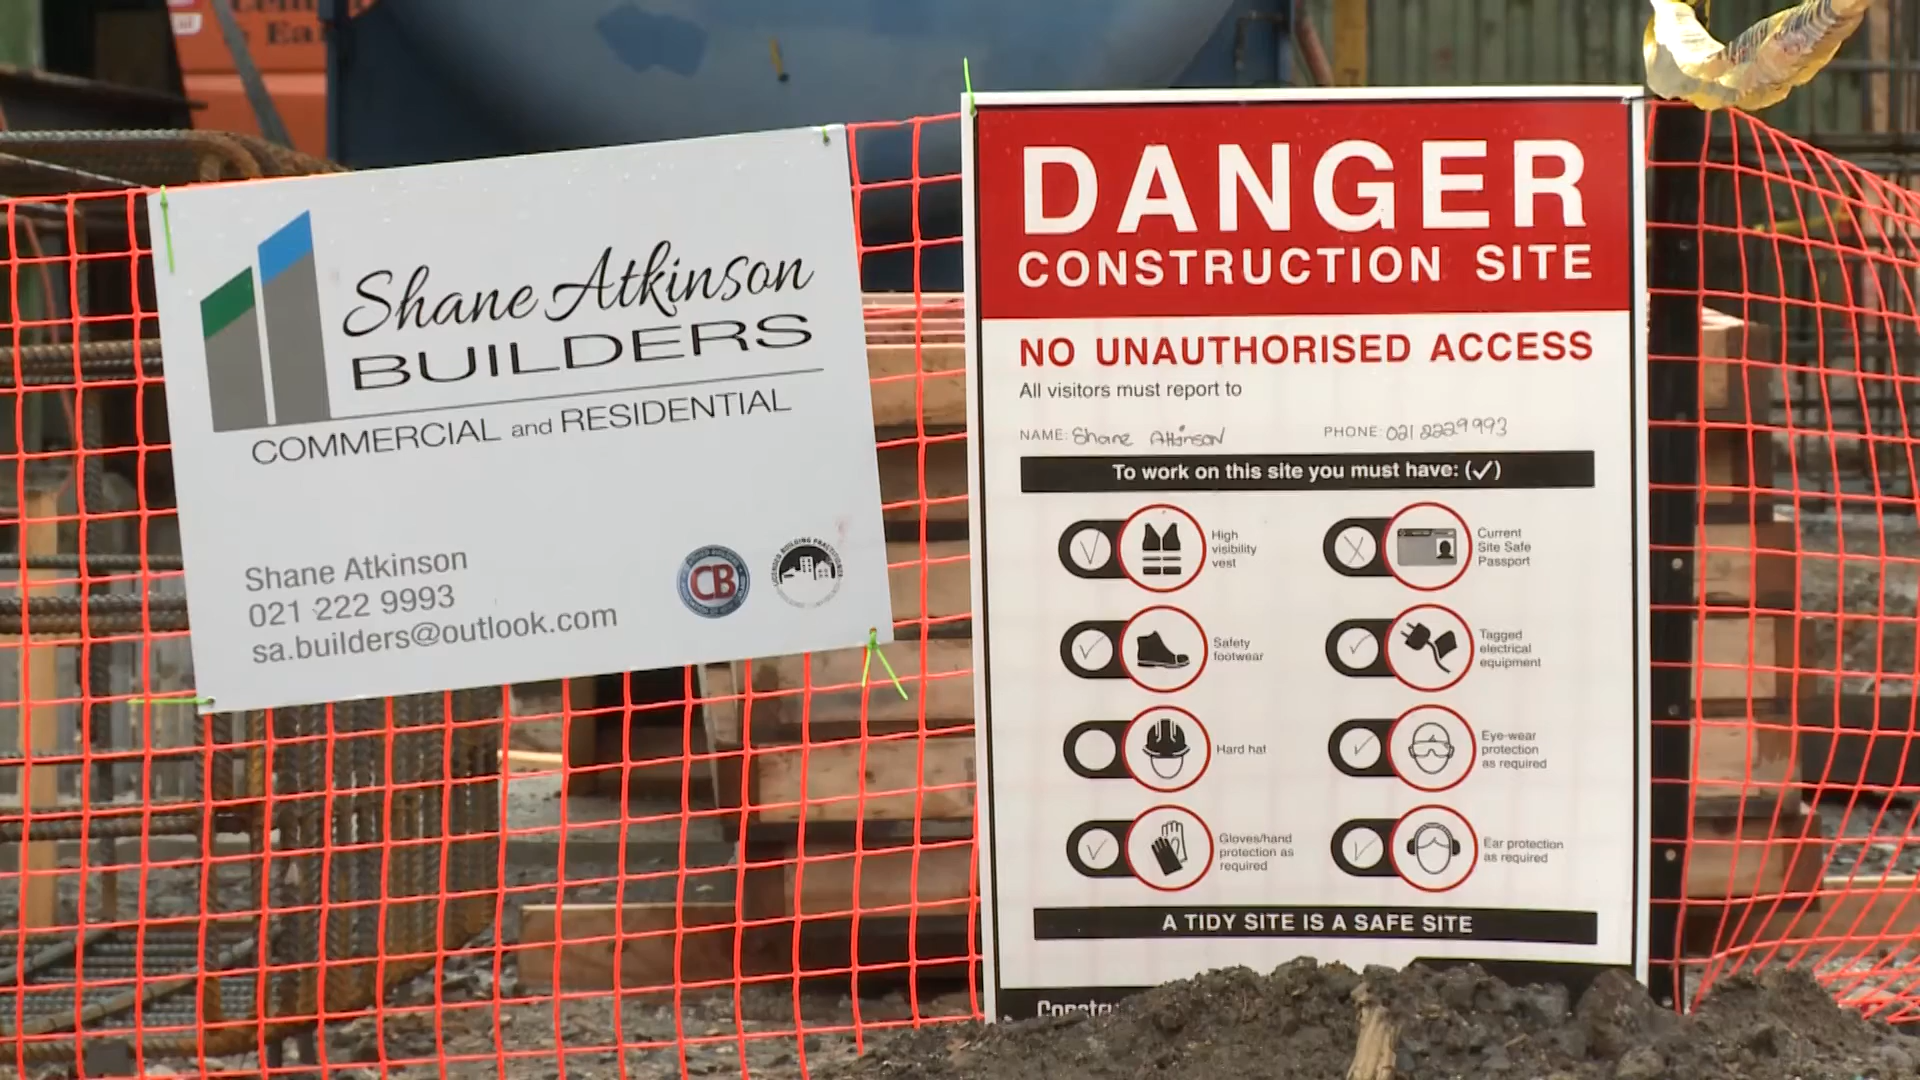 Shane Atkinson
BUILDERS
COMMERCIAL and RESIDENTIAL
Shane Atkinson
021 222 9993
sa.builders@outlook.com
CB
LICENSED BUILDING PRACTITIONERS
DANGER
CONSTRUCTION SITE
NO UNAUTHORISED ACCESS
All visitors must report to
NAME: Shane Atkinson PHONE: 021 2229993
To work on this site you must have: (✓)
High
visibility
vest
Current
Site Safe
Passport
Safety
footwear
Tagged
electrical
equipment
Hard hat
Eye-wear
protection
as required
Gloves/hand
protection as
required
Ear protection
as required
A TIDY SITE IS A SAFE SITE